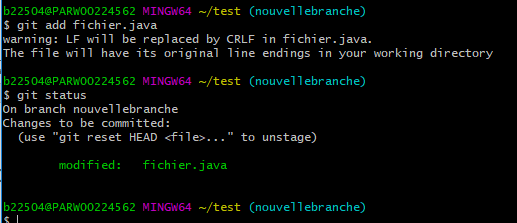 b22504@PARW00224562 MINGW64 ~/test (nouvellebranche)
$ git add fichier.java
warning: LF will be replaced by CRLF in fichier.java.
The file will have its original line endings in your working directory
b22504@PARW00224562 MINGW64 ~/test (nouvellebranche)
$ git status
On branch nouvellebranche
Changes to be committed:
(use "git reset HEAD <file>..." to unstage)
modified: fichier.java
b22504@PARW00224562 MINGW64 ~/test (nouvellebranche)
$